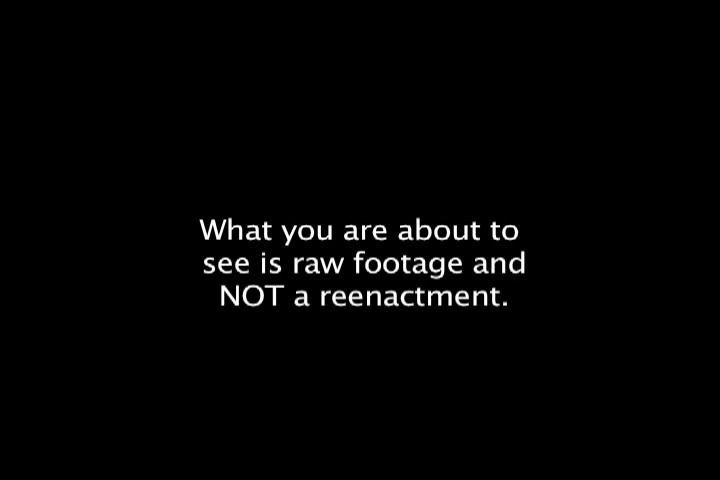 What you are about to
see is raw footage and
NOT a reenactment.